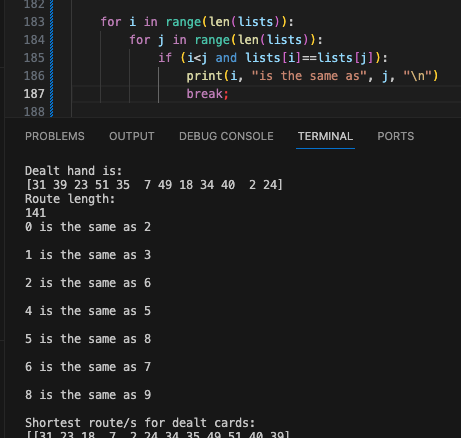 182
183 for i in range(len(lists)):
184 for j in range(len(lists)):
185 if (i<j and lists[i]==lists[j]):
186 print(i, "is the same as", j, "\n")
187 break;
188
PROBLEMS OUTPUT DEBUG CONSOLE TERMINAL PORTS
Dealt hand is:
[31 39 23 51 35  7 49 18 34 40  2 24]
Route length:
141
0 is the same as 2
1 is the same as 3
2 is the same as 6
4 is the same as 5
5 is the same as 8
6 is the same as 7
8 is the same as 9
Shortest route/s for dealt cards:
[[31 23 18  7  2 24 34 35 49 51 40 39]